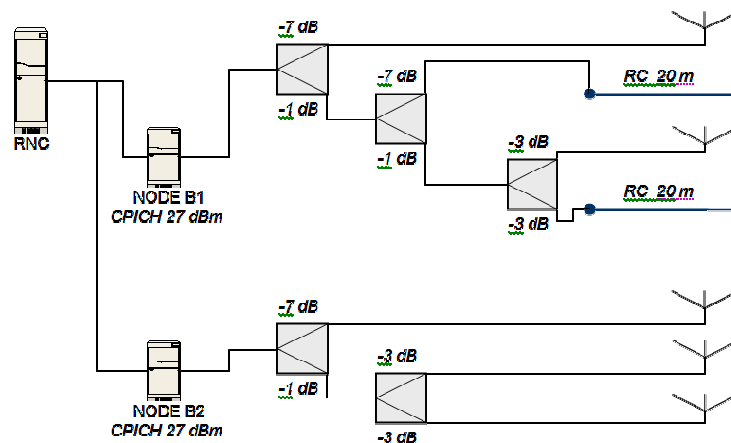 -7 dB
-7 dB
RC 20 m
-1 dB
RNC
-3 dB
-1 dB
NODE B1
RC 20 m
CPICH 27 dBm
-3 dB
-7 dB
-3 dB
-1 dB
NODE B2
CPICH 27 dBm
-3 dB